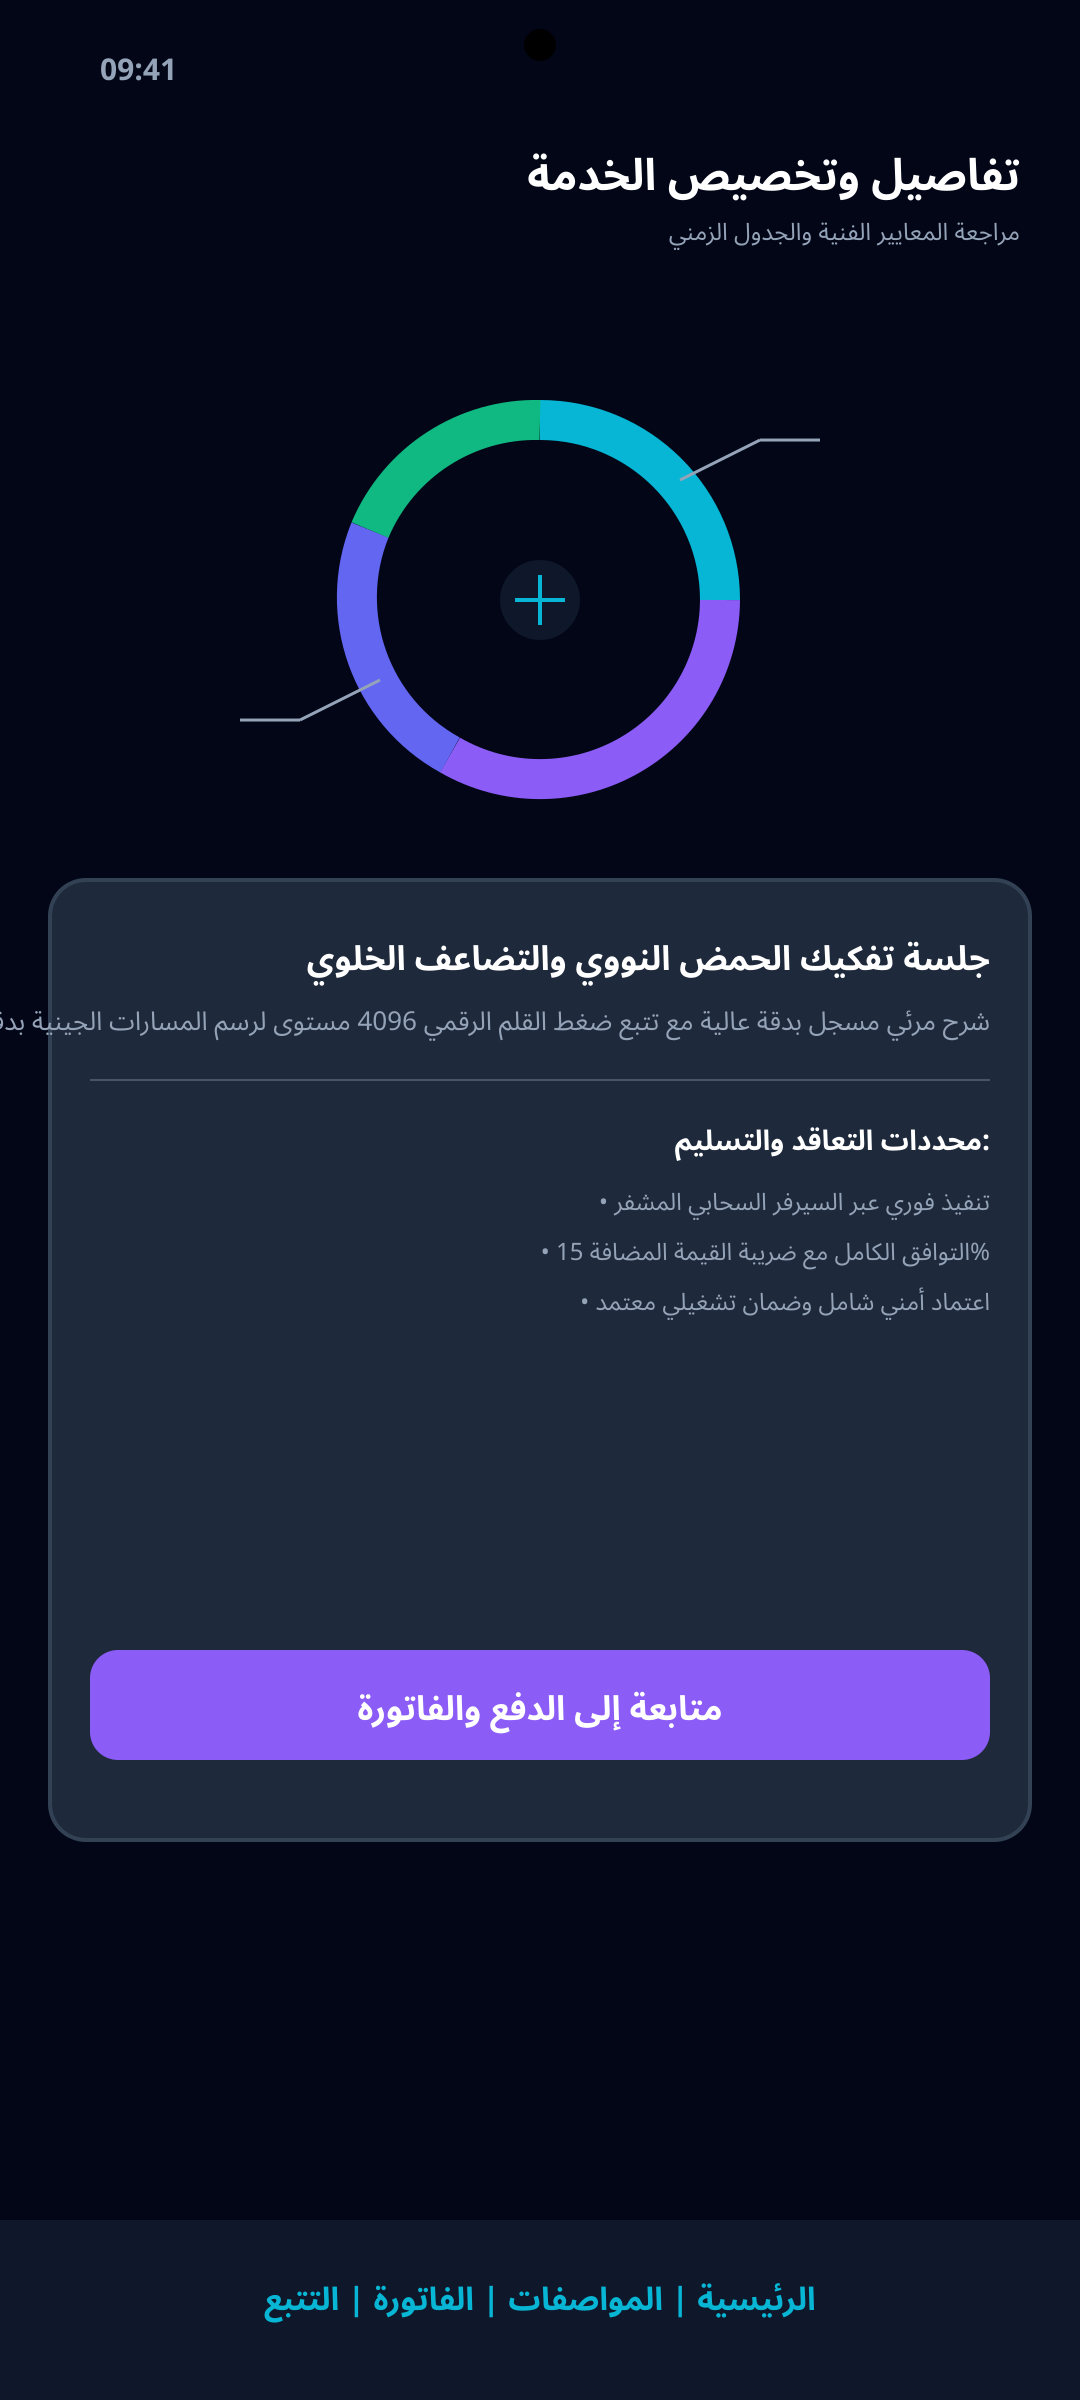 09:41
تفاصيل وتخصيص الخدمة
مراجعة المعايير الفنية والجدول الزمني
جلسة تفكيك الحمض النووي والتضاعف الخلوي
شرح مرئي مسجل بدقة عالية مع تتبع ضغط القلم الرقمي 4096 مستوى لرسم المسارات الجينية
محددات التعاقد والتسليم:
• تنفيذ فوري عبر السيرفر السحابي المشفر
• التوافق الكامل مع ضريبة القيمة المضافة 15%
• اعتماد أمني شامل وضمان تشغيلي معتمد
متابعة إلى الدفع والفاتورة
الرئيسية | المواصفات | الفاتورة | التتبع